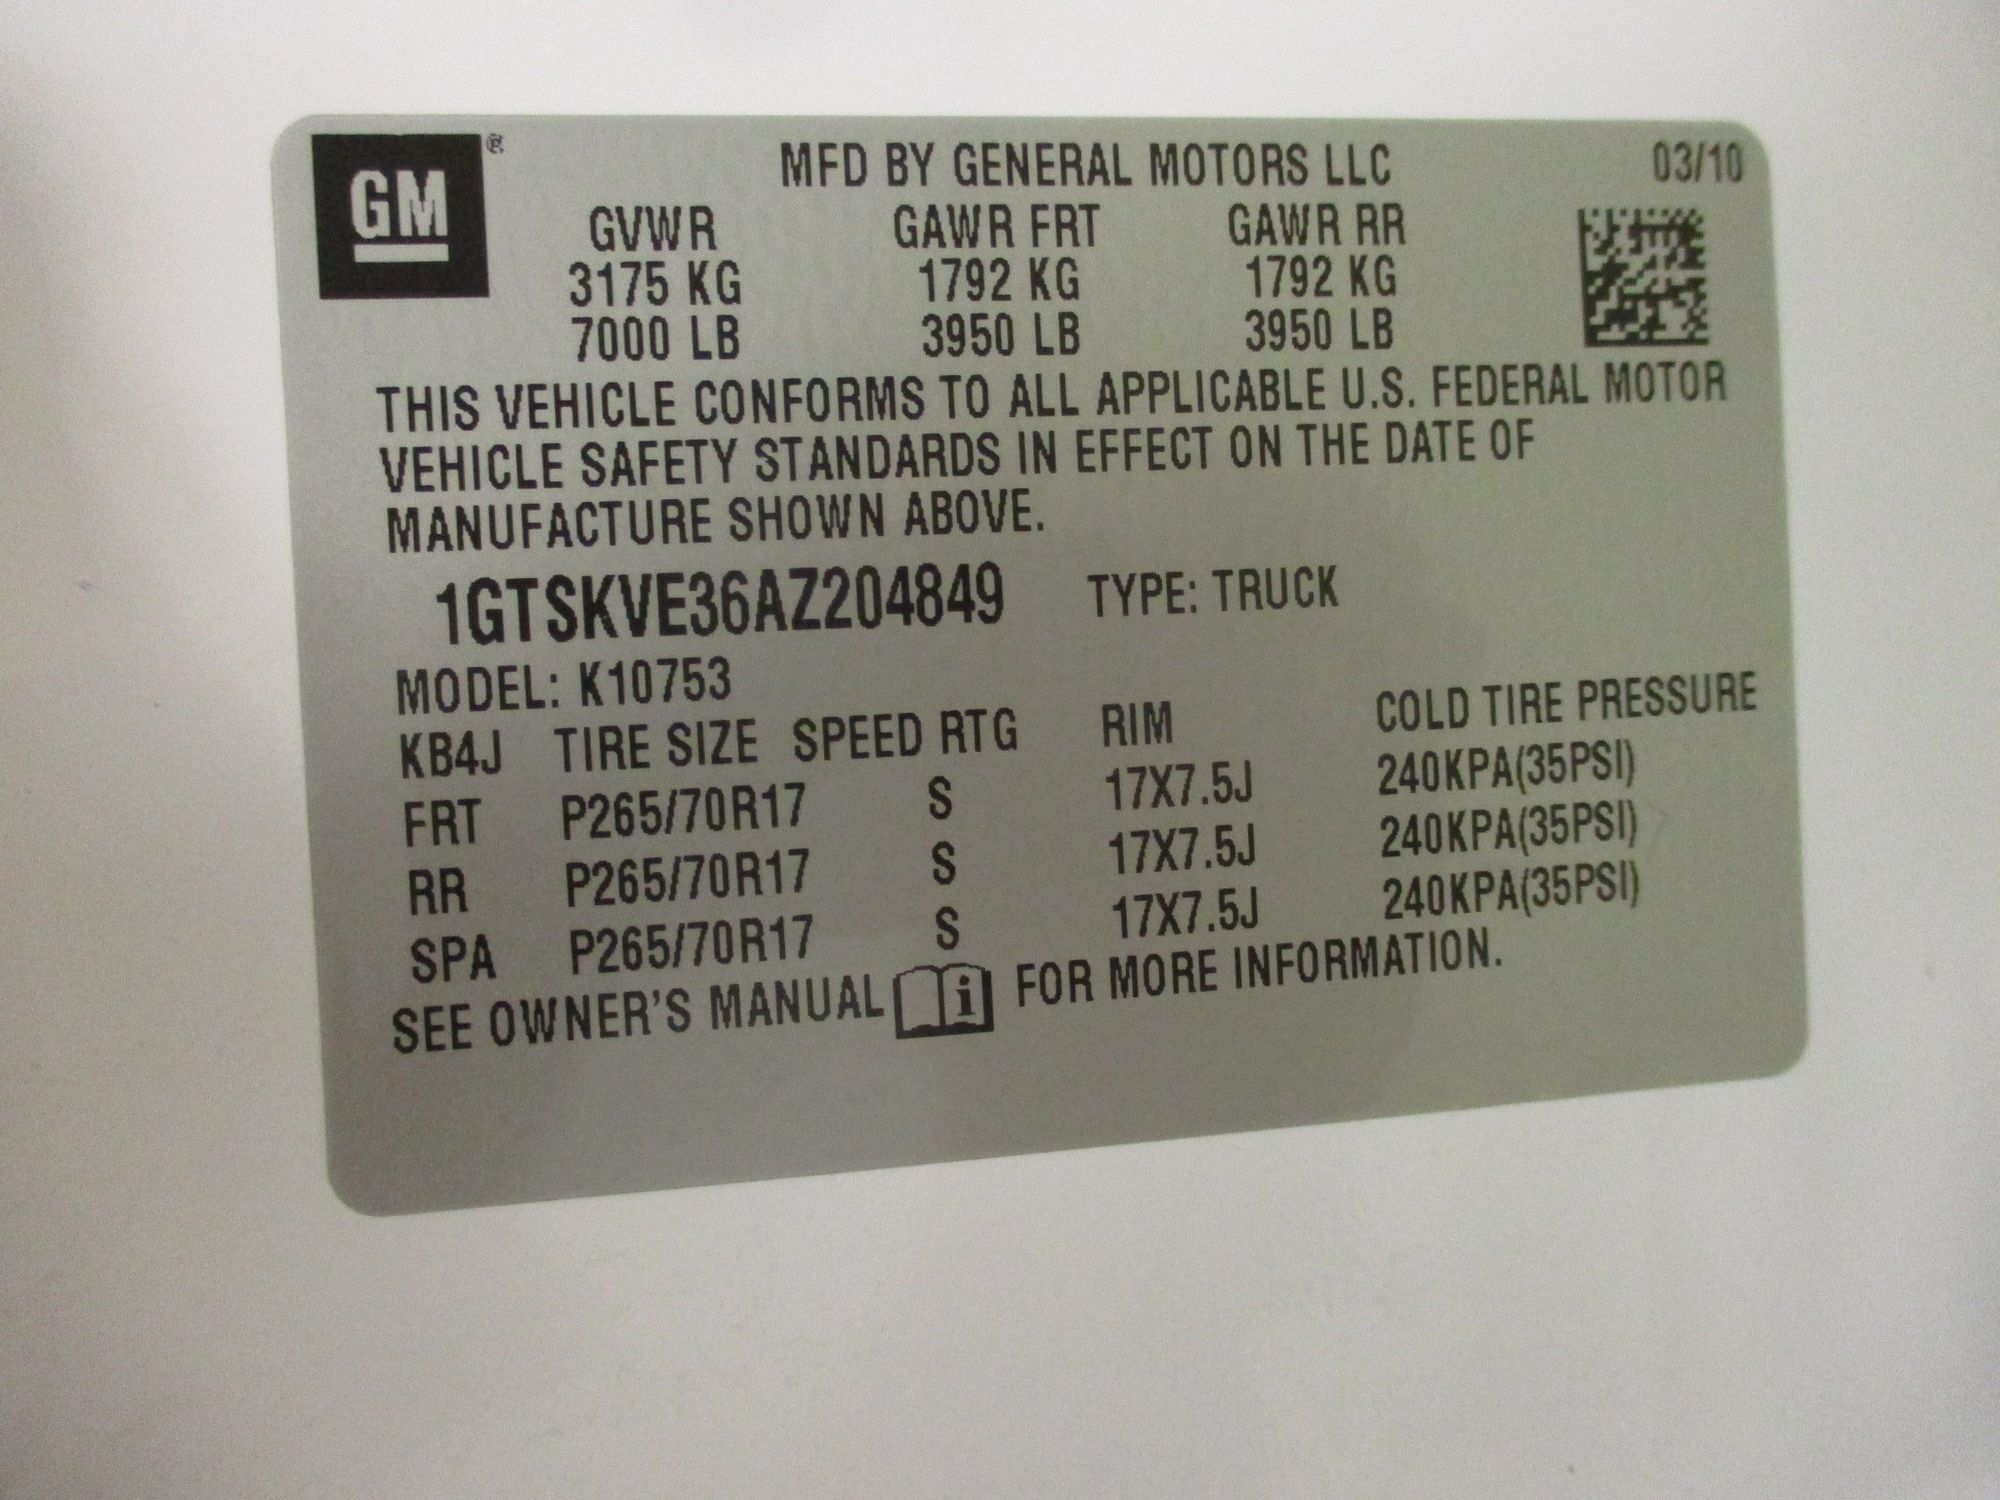 GM®
MFD BY GENERAL MOTORS LLC 03/10
GVWR GAWR FRT GAWR RR
3175 KG 1792 KG 1792 KG
7000 LB 3950 LB 3950 LB
THIS VEHICLE CONFORMS TO ALL APPLICABLE U.S. FEDERAL MOTOR
VEHICLE SAFETY STANDARDS IN EFFECT ON THE DATE OF
MANUFACTURE SHOWN ABOVE.
1GTSKVE36AZ204849 TYPE: TRUCK
MODEL: K10753
KB4J TIRE SIZE SPEED RTG RIM COLD TIRE PRESSURE
FRT P265/70R17 S 17X7.5J 240KPA(35PSI)
RR P265/70R17 S 17X7.5J 240KPA(35PSI)
SPA P265/70R17 S 17X7.5J 240KPA(35PSI)
SEE OWNER'S MANUAL i FOR MORE INFORMATION.